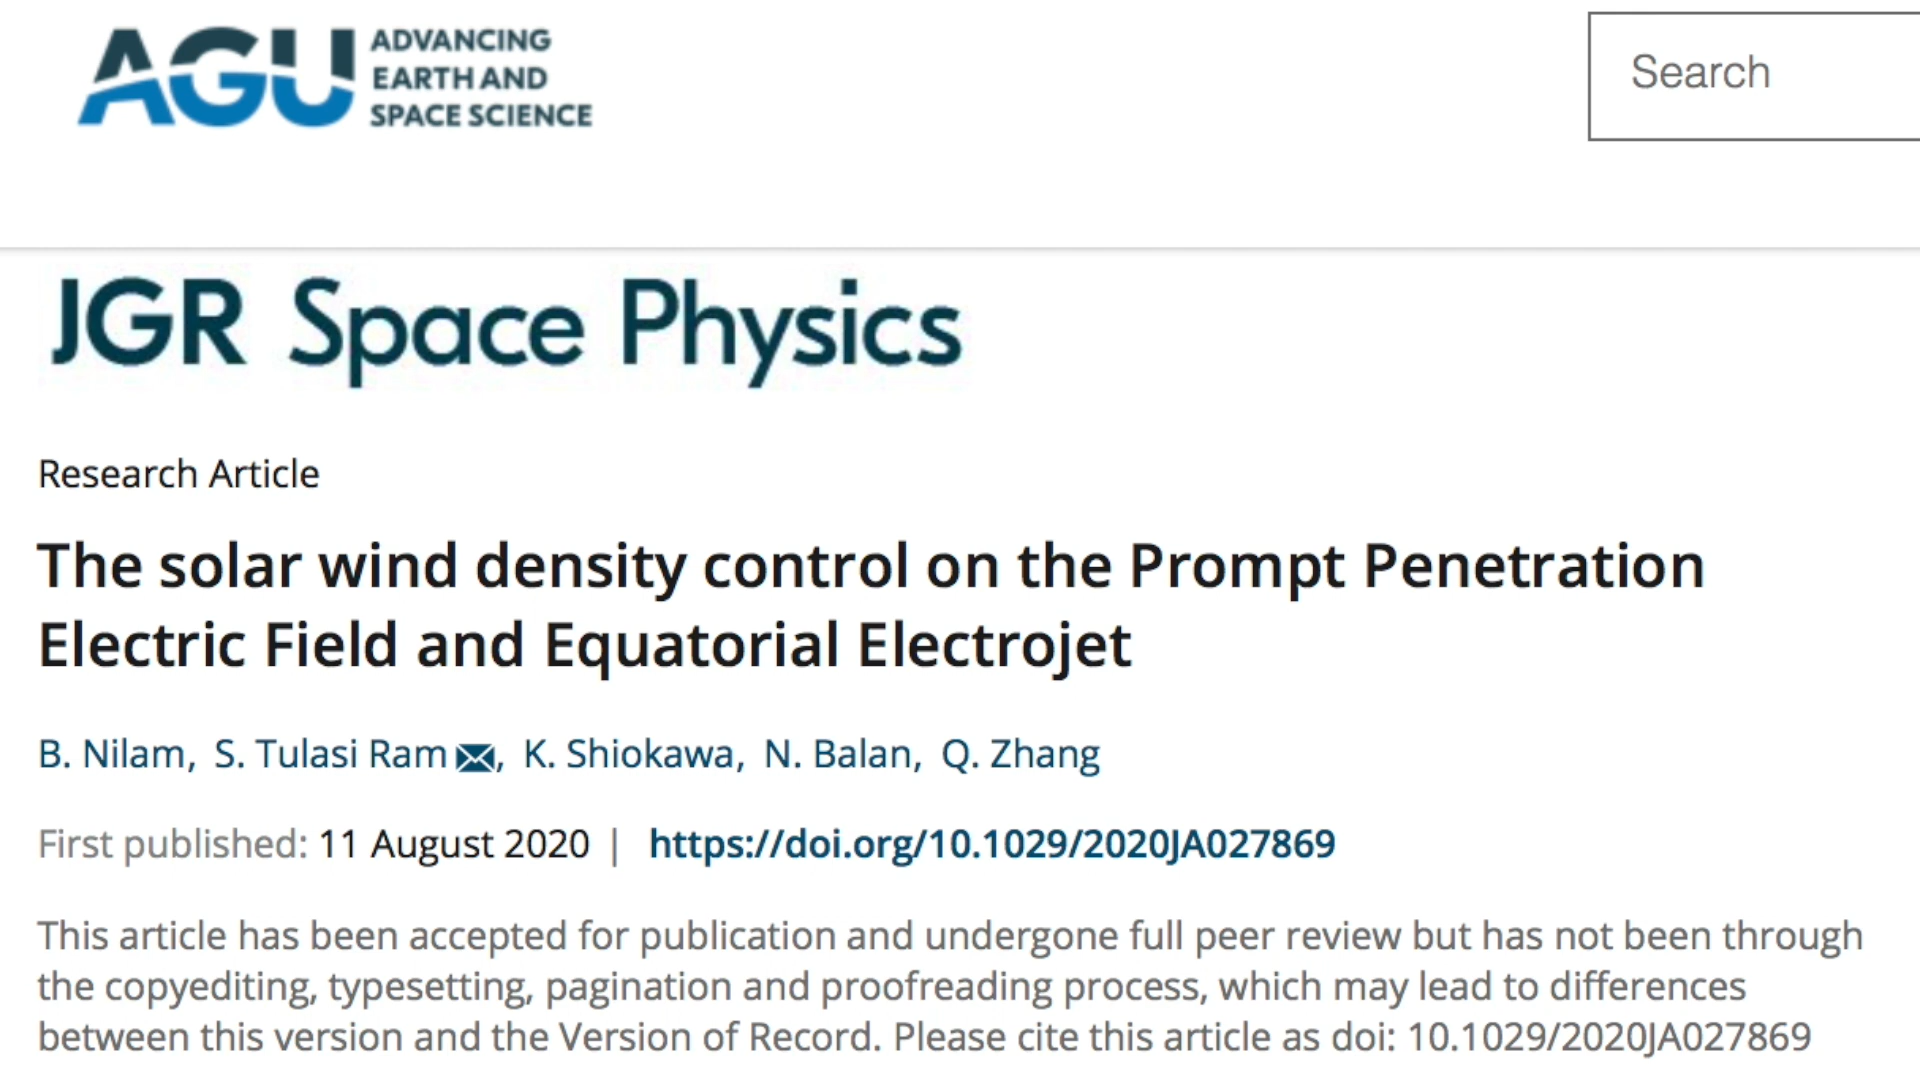 AGU ADVANCING
EARTH AND
SPACE SCIENCE
Search
JGR Space Physics
Research Article
The solar wind density control on the Prompt Penetration
Electric Field and Equatorial Electrojet
B. Nilam, S. Tulasi Ram, K. Shiokawa, N. Balan, Q. Zhang
First published: 11 August 2020 | https://doi.org/10.1029/2020JA027869
This article has been accepted for publication and undergone full peer review but has not been through
the copyediting, typesetting, pagination and proofreading process, which may lead to differences
between this version and the Version of Record. Please cite this article as doi: 10.1029/2020JA027869